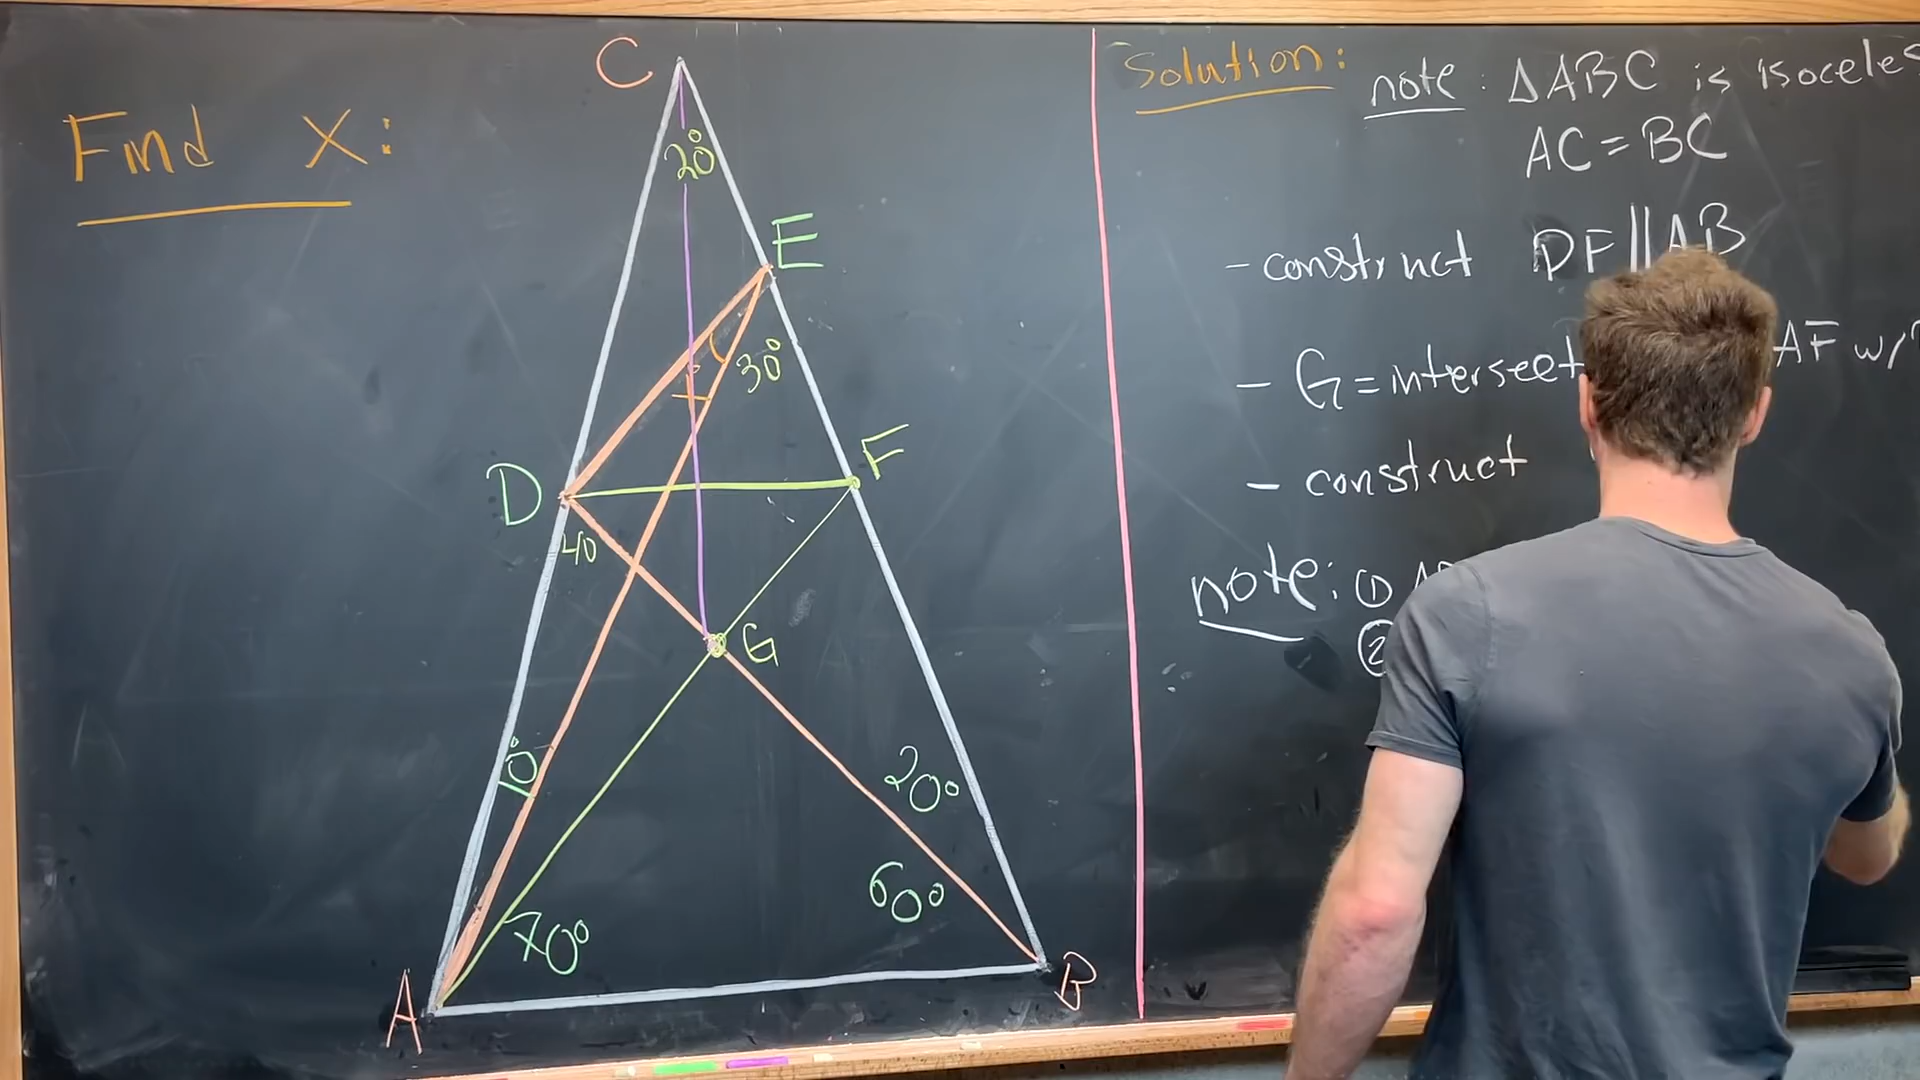 Find X:
C
20°
E
30°
x
D
F
40
G
10°
20°
60°
70°
A
B
Solution:
note: ΔABC is isoceles
AC = BC
- construct DF || AB
- G = intersect AF w/
- construct
note: ①
②